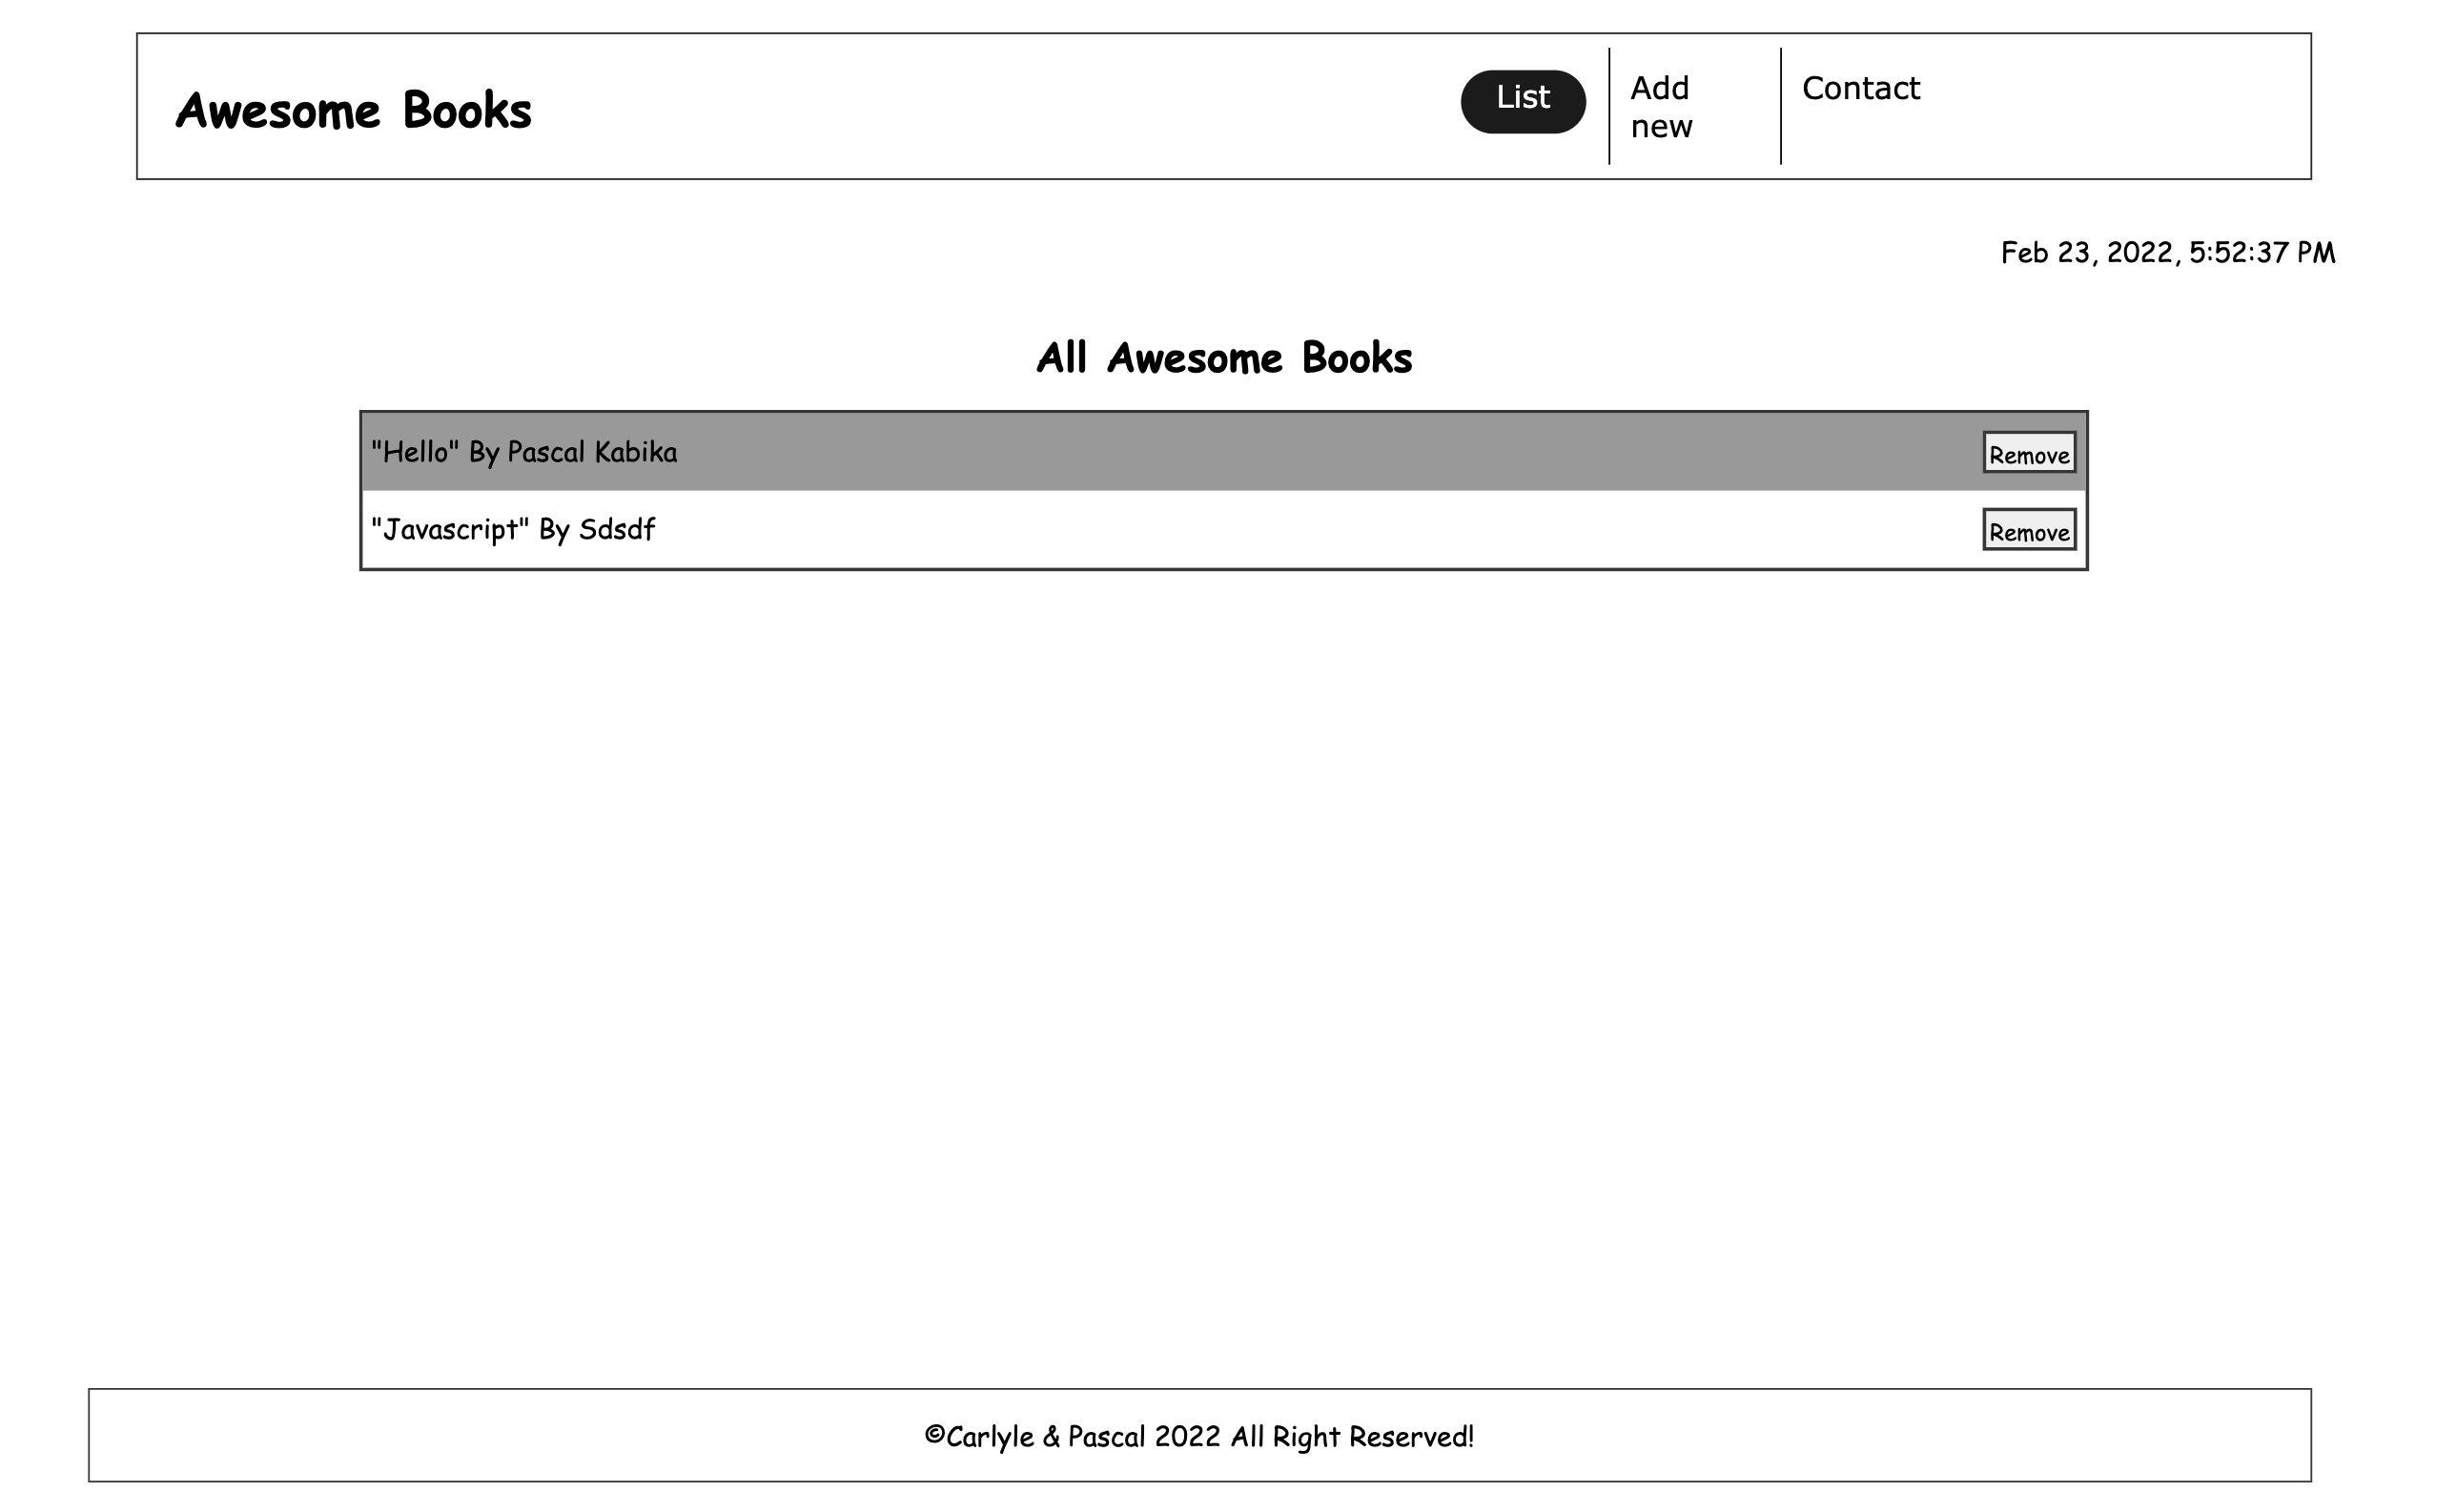 Awesome Books
List
Add
new
Contact
Feb 23, 2022, 5:52:37 PM
All Awesome Books
"Hello" By Pascal Kabika
Remove
"Javascript" By Sdsdf
Remove
©Carlyle & Pascal 2022 All Right Reserved!